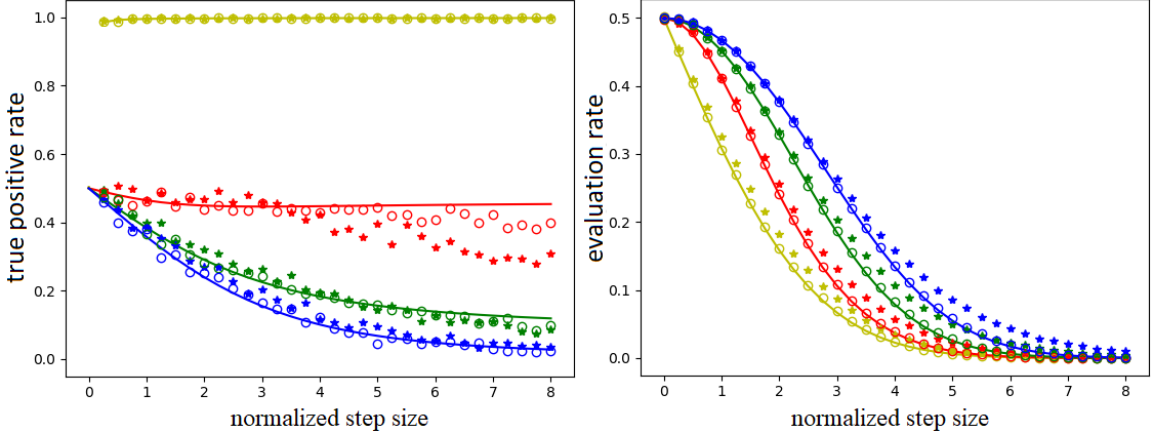 true positive rate
1.0
0.8
0.6
0.4
0.2
0.0
0 1 2 3 4 5 6 7 8
normalized step size
evaluation rate
0.5
0.4
0.3
0.2
0.1
0.0
0 1 2 3 4 5 6 7 8
normalized step size